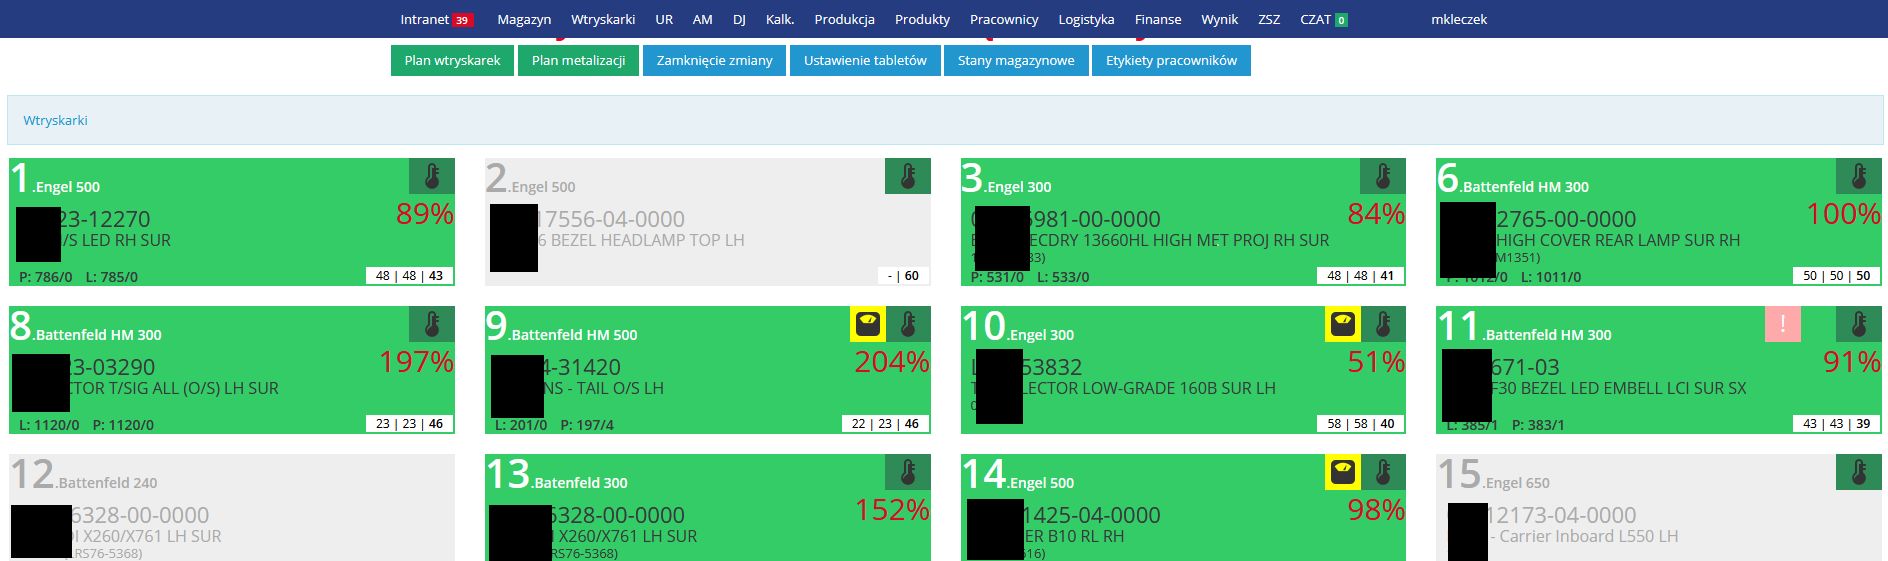 Intranet 39 Magazyn Wtryskarki UR AM DJ Kalk. Produkcja Produkty Pracownicy Logistyka Finanse Wynik ZSZ CZAT 0 mkleczek
Plan wtryskarek Plan metalizacji Zamknięcie zmiany Ustawienie tabletów Stany magazynowe Etykiety pracowników
Wtryskarki
1.Engel 500
23-12270
89%
/S LED RH SUR
P: 786/0 L: 785/0
48 | 48 | 43
2.Engel 500
17556-04-0000
6 BEZEL HEADLAMP TOP LH
- | 60
3.Engel 300
981-00-0000
84%
ECDRY 13660HL HIGH MET PROJ RH SUR
P: 531/0 L: 533/0
48 | 48 | 41
6.Battenfeld HM 300
2765-00-0000
100%
HIGH COVER REAR LAMP SUR RH
M1351)
P: 1012/0 L: 1011/0
50 | 50 | 50
8.Battenfeld HM 300
23-03290
197%
CTOR T/SIG ALL (O/S) LH SUR
L: 1120/0 P: 1120/0
23 | 23 | 46
9.Battenfeld HM 500
4-31420
204%
NS - TAIL O/S LH
L: 201/0 P: 197/4
22 | 23 | 46
10.Engel 300
53832
51%
LECTOR LOW-GRADE 160B SUR LH
58 | 58 | 40
11.Battenfeld HM 300
!
671-03
91%
F30 BEZEL LED EMBELL LCI SUR SX
L: 385/1 P: 383/1
43 | 43 | 39
12.Battenfeld 240
6328-00-0000
I X260/X761 LH SUR
RS76-5368)
13.Batenfeld 300
6328-00-0000
152%
I X260/X761 LH SUR
RS76-5368)
14.Engel 500
1425-04-0000
98%
ER B10 RL RH
616)
15.Engel 650
12173-04-0000
- Carrier Inboard L550 LH